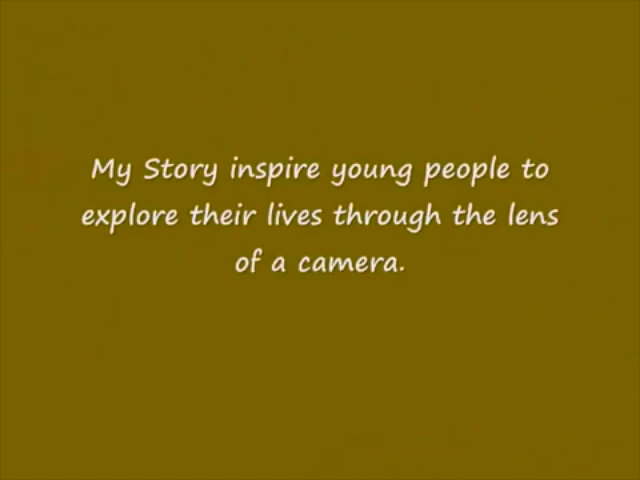 My Story inspire young people to
explore their lives through the lens
of a camera.